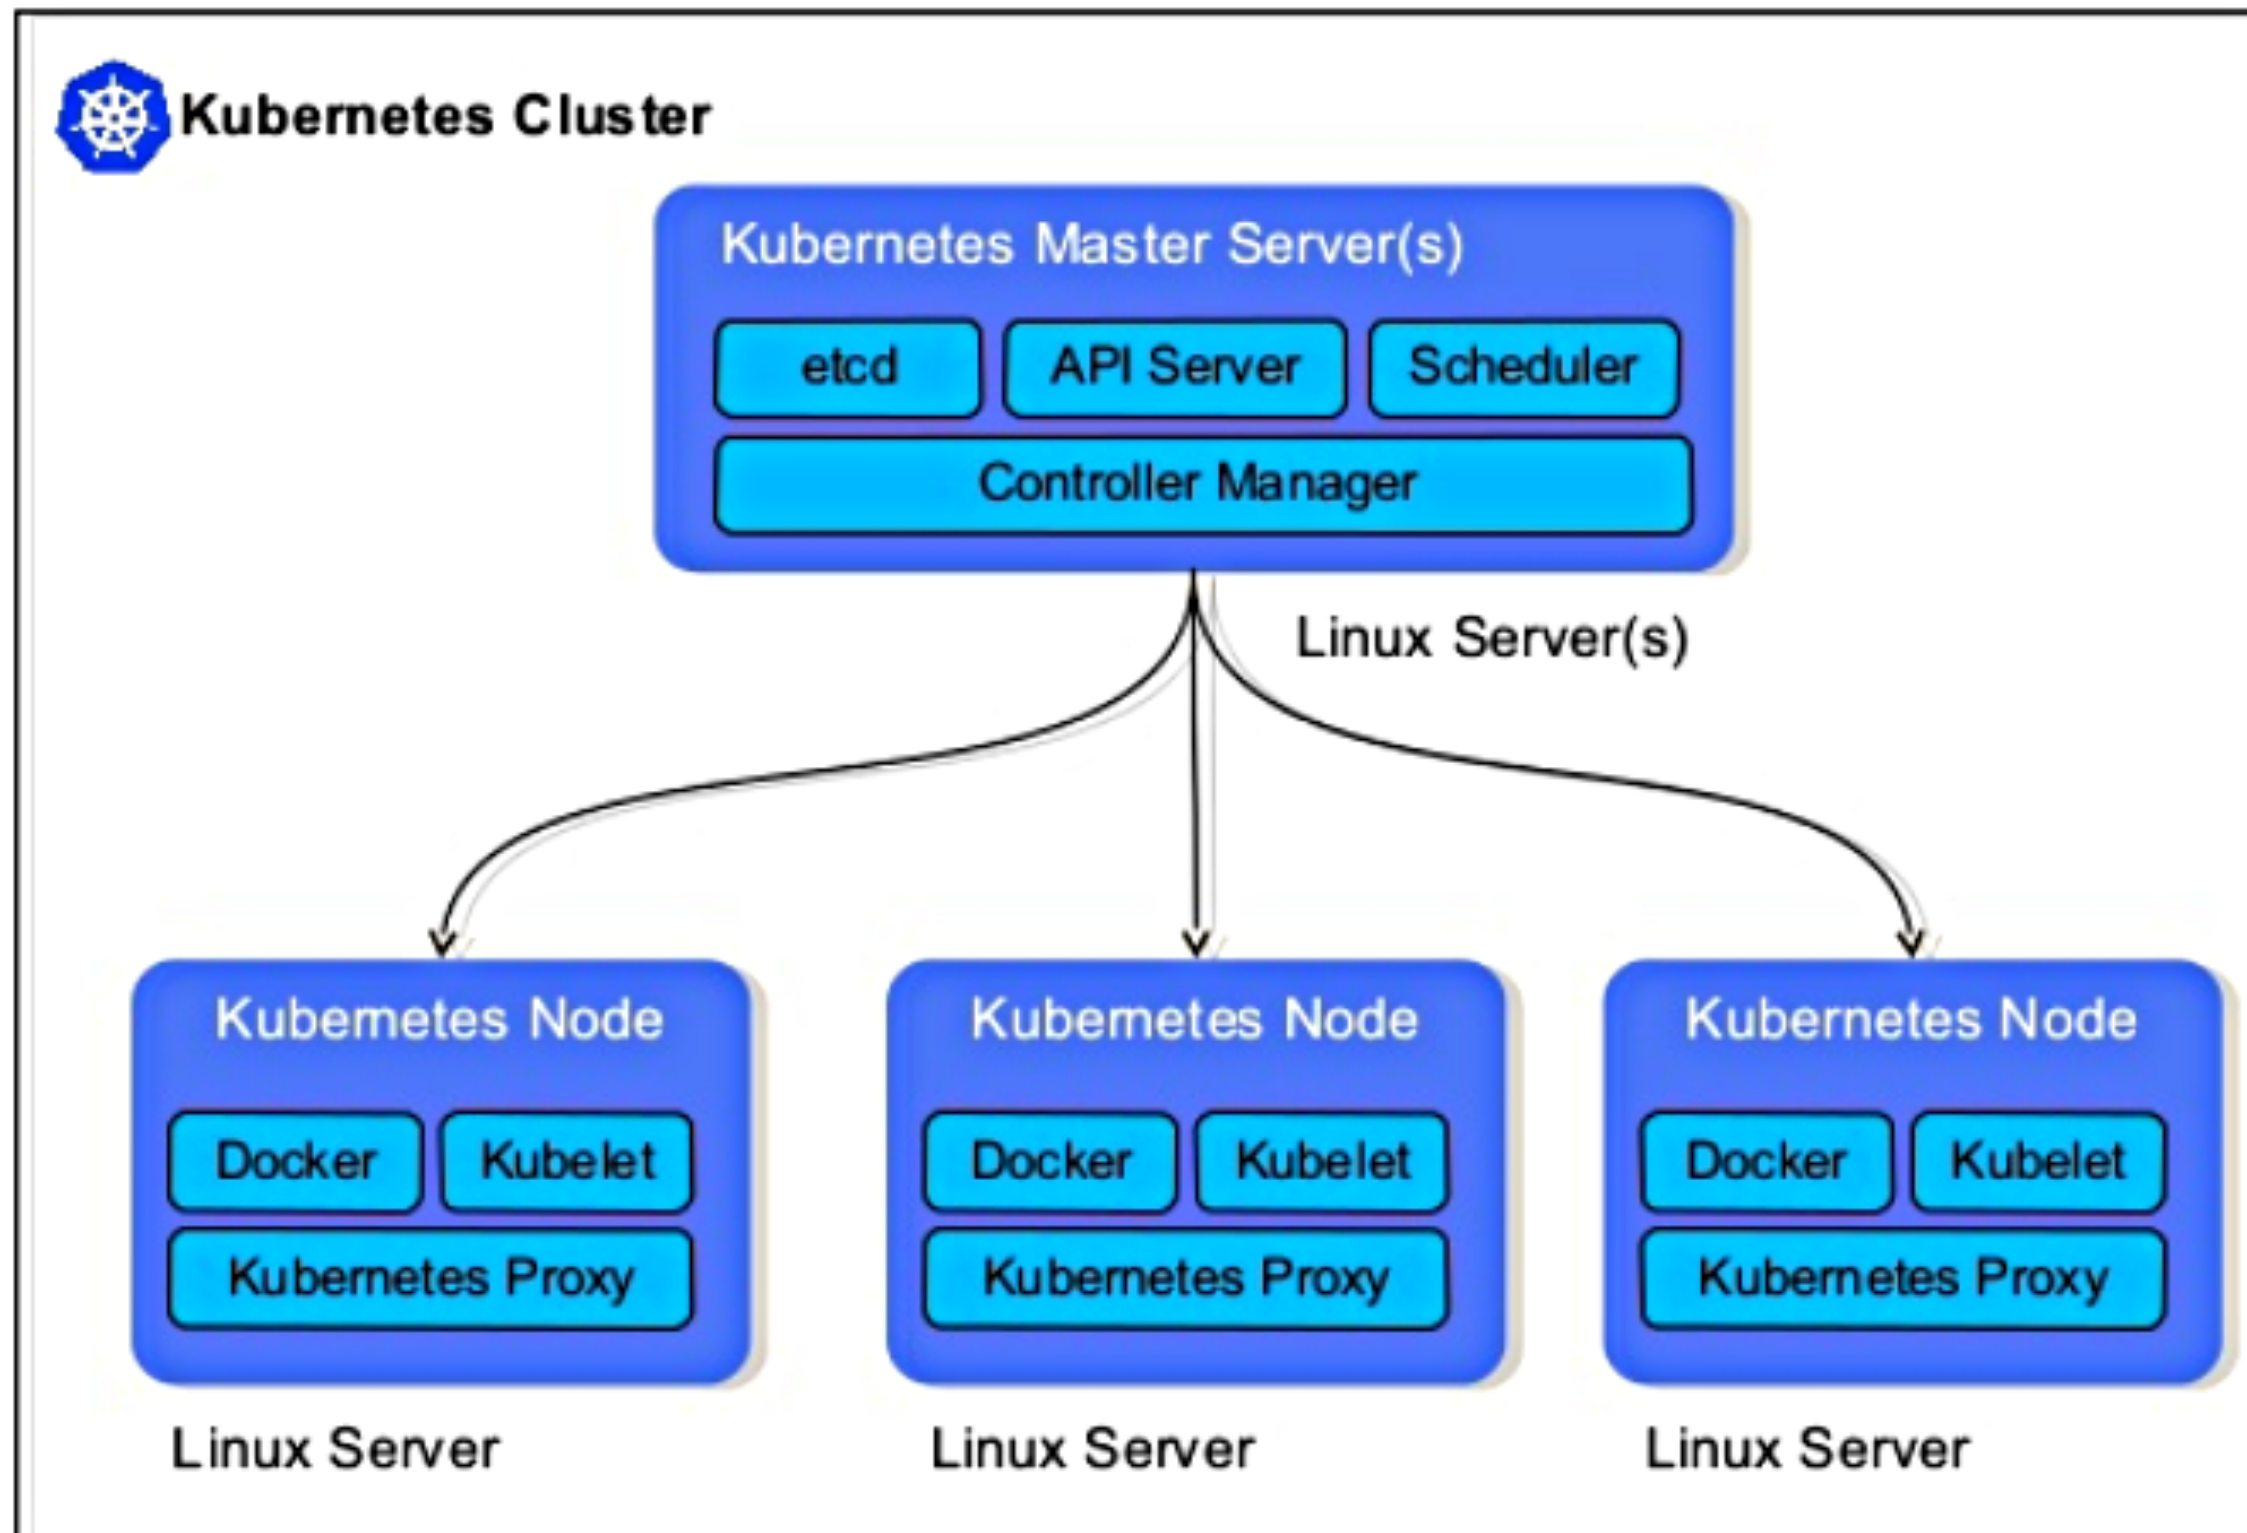 Kubernetes Cluster
Kubernetes Master Server(s)
etcd API Server Scheduler
Controller Manager
Linux Server(s)
Kubernetes Node Kubernetes Node Kubernetes Node
Docker Kubelet Docker Kubelet Docker Kubelet
Kubernetes Proxy Kubernetes Proxy Kubernetes Proxy
Linux Server Linux Server Linux Server